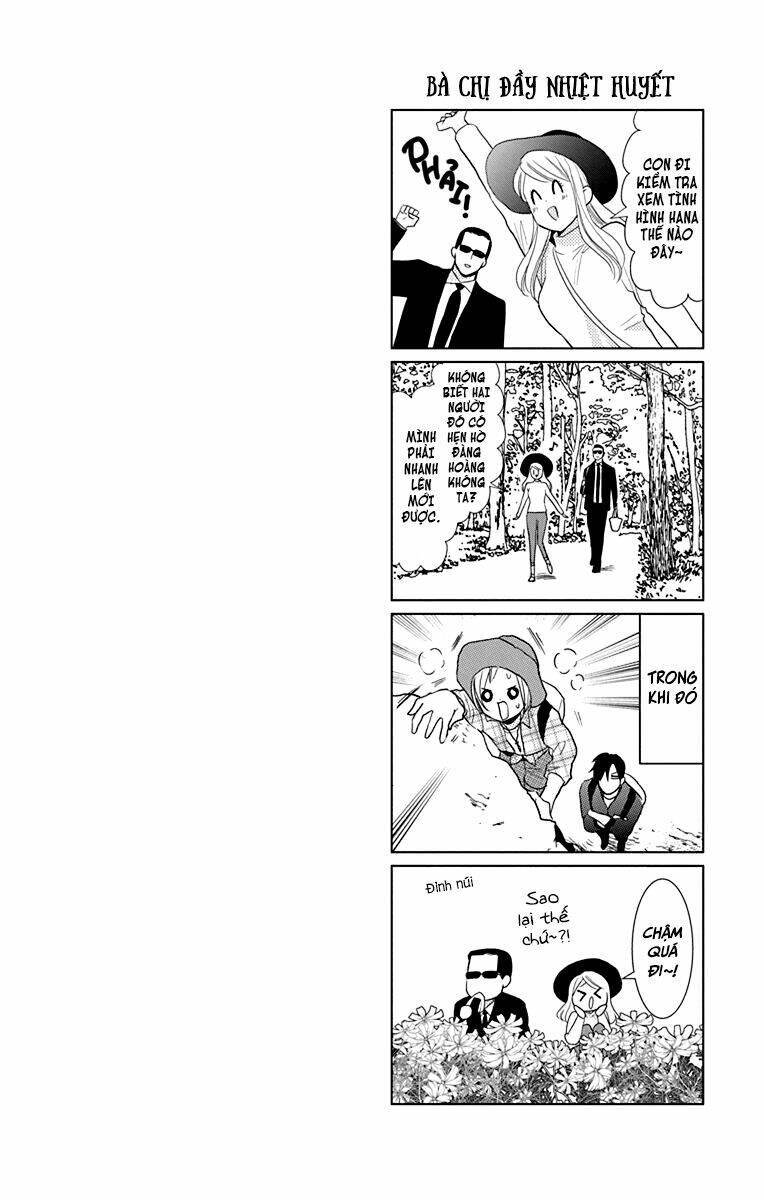 BÀ CHỊ ĐẦY NHIỆT HUYẾT
CON ĐI
KIỂM TRA
XEM TÌNH
HÌNH HANA
THẾ NÀO
ĐÂY~
PHẢI!
KHÔNG
BIẾT HAI
NGƯỜI
ĐÓ CÓ
HẸN HÒ
ĐÀNG
HOÀNG
KHÔNG
TA?
MÌNH
PHẢI
NHANH
LÊN
MỚI
ĐƯỢC.
TRONG
KHI ĐÓ
CHẬM
QUÁ
ĐI~!
Sao
lại thế
chứ~?!
Đỉnh núi